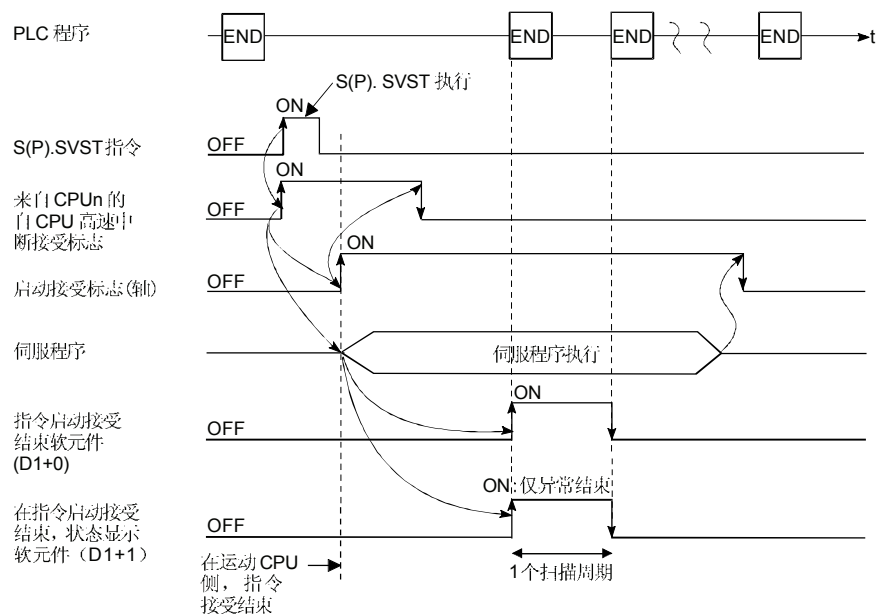 PLC 程序
END
END
END
END
t
S(P). SVST 执行
ON
S(P).SVST 指令
OFF
ON
来自 CPUn 的
自 CPU 高速中
断接受标志
OFF
ON
启动接受标志(轴)
OFF
伺服程序
伺服程序执行
ON
指令启动接受
结束软元件
(D1+0)
OFF
ON:仅异常结束
在指令启动接受
结束，状态显示
软元件（D1+1）
OFF
在运动 CPU
侧，指令
接受结束
1个扫描周期